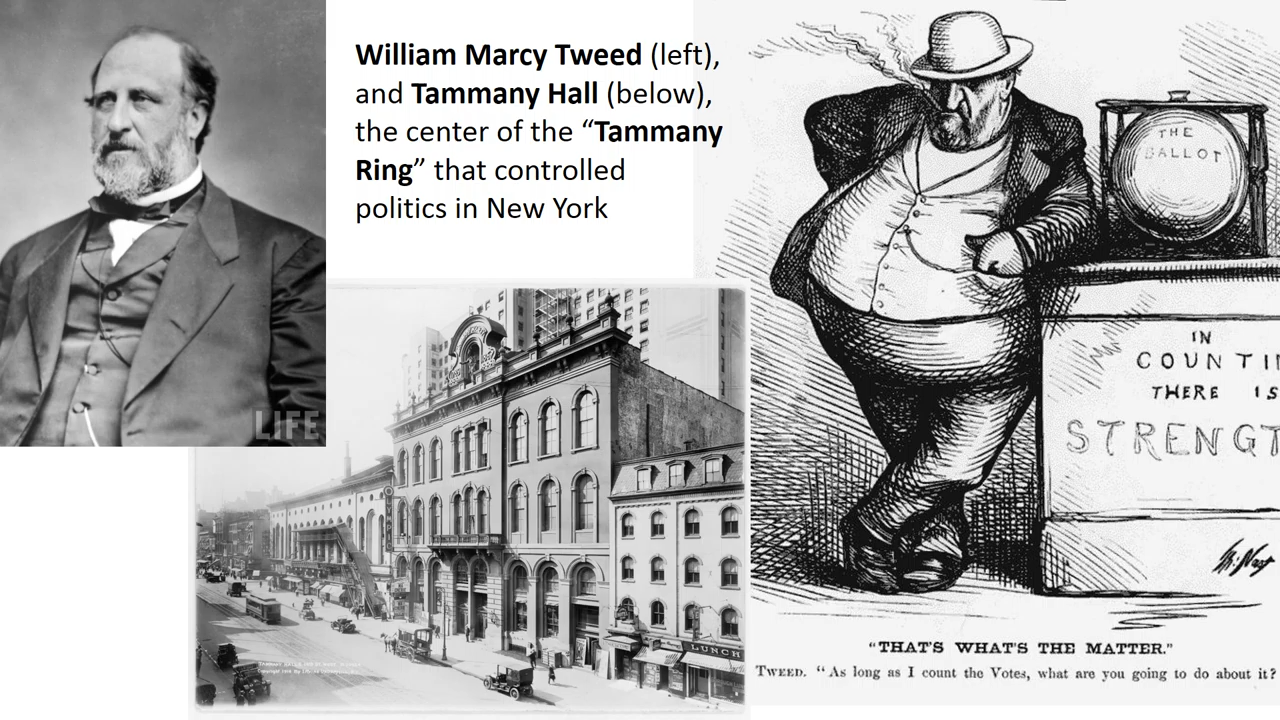 William Marcy Tweed (left),
and Tammany Hall (below),
the center of the “Tammany
Ring” that controlled
politics in New York
LIFE
THE
BALLOT
IN
COUNTI
THERE IS
STRENGT
Th: Nast
LUNCH
“THAT'S WHAT'S THE MATTER.”
TWEED. “As long as I count the Votes, what are you going to do about it?